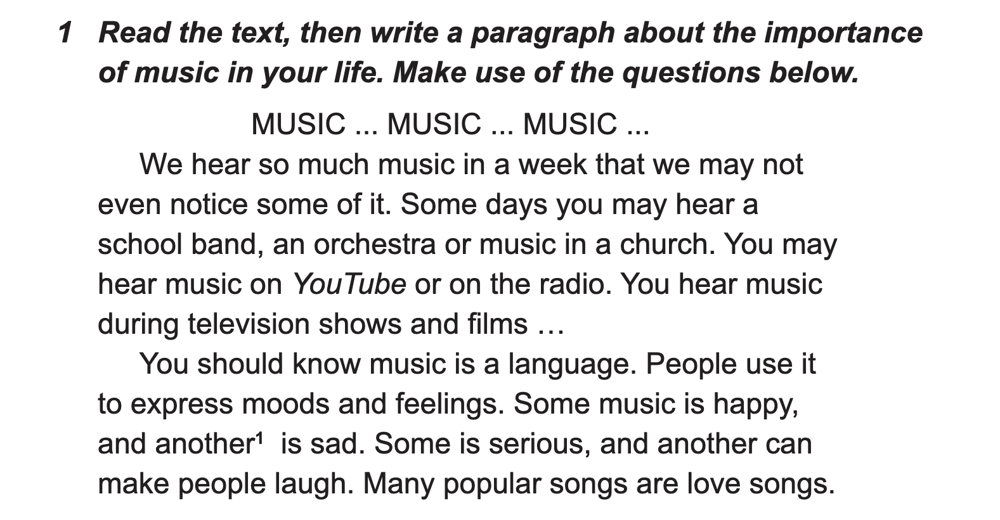 1 Read the text, then write a paragraph about the importance
of music in your life. Make use of the questions below.
MUSIC ... MUSIC ... MUSIC ...
We hear so much music in a week that we may not
even notice some of it. Some days you may hear a
school band, an orchestra or music in a church. You may
hear music on YouTube or on the radio. You hear music
during television shows and films …
You should know music is a language. People use it
to express moods and feelings. Some music is happy,
and another¹ is sad. Some is serious, and another can
make people laugh. Many popular songs are love songs.